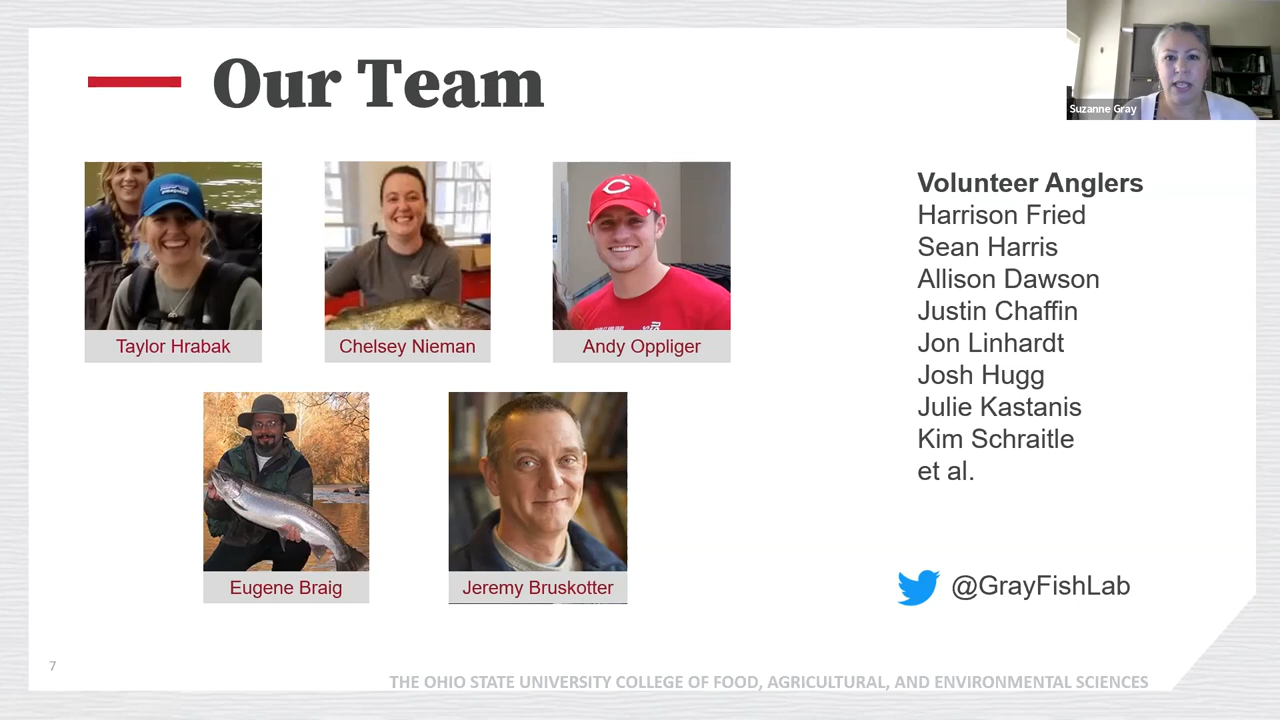 Our Team
Suzanne Gray
Taylor Hrabak
Chelsey Nieman
Andy Oppliger
Eugene Braig
Jeremy Bruskotter
Volunteer Anglers
Harrison Fried
Sean Harris
Allison Dawson
Justin Chaffin
Jon Linhardt
Josh Hugg
Julie Kastanis
Kim Schraitle
et al.
@GrayFishLab
7
THE OHIO STATE UNIVERSITY COLLEGE OF FOOD, AGRICULTURAL, AND ENVIRONMENTAL SCIENCES